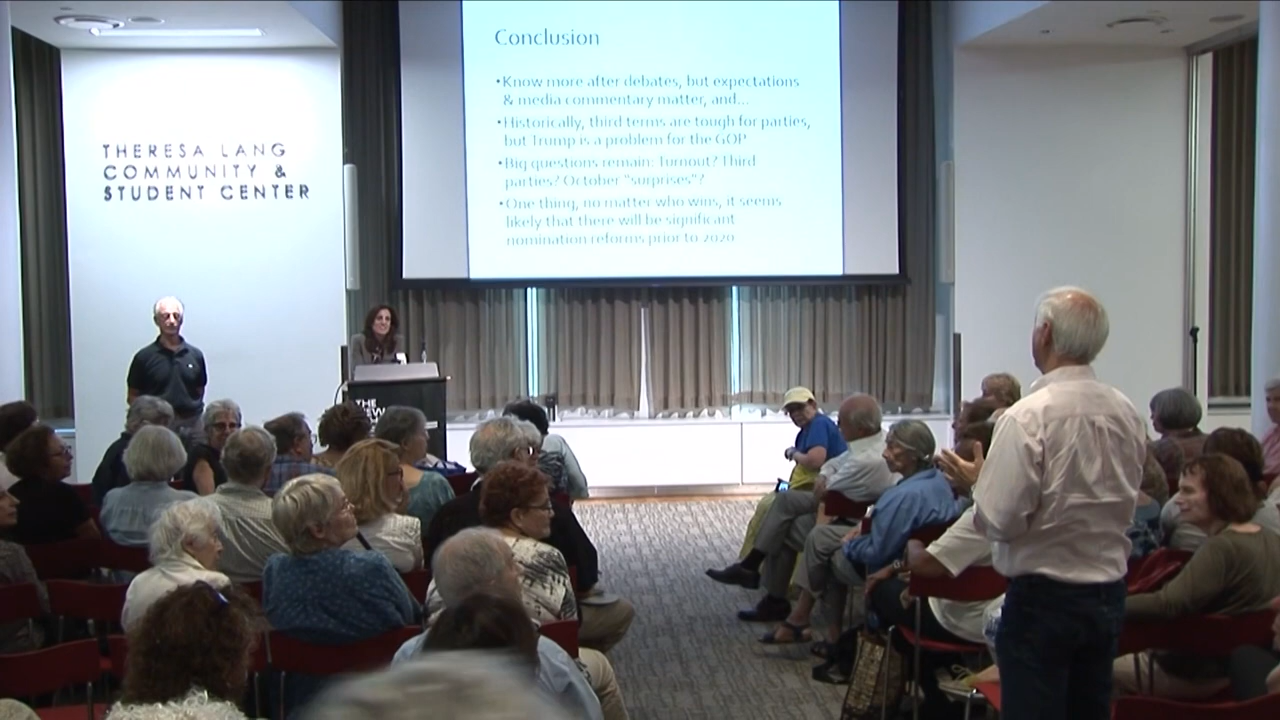 Conclusion
•Know more after debates, but expectations
& media commentary matter, and...
•Historically, third terms are tough for parties,
but Trump is a problem for the GOP
•Big questions remain: Turnout? Third
parties? October "surprises"?
•One thing, no matter who wins, it seems
likely that there will be significant
nomination reforms prior to 2020
THERESA LANG
COMMUNITY &
STUDENT CENTER
THE
NEW